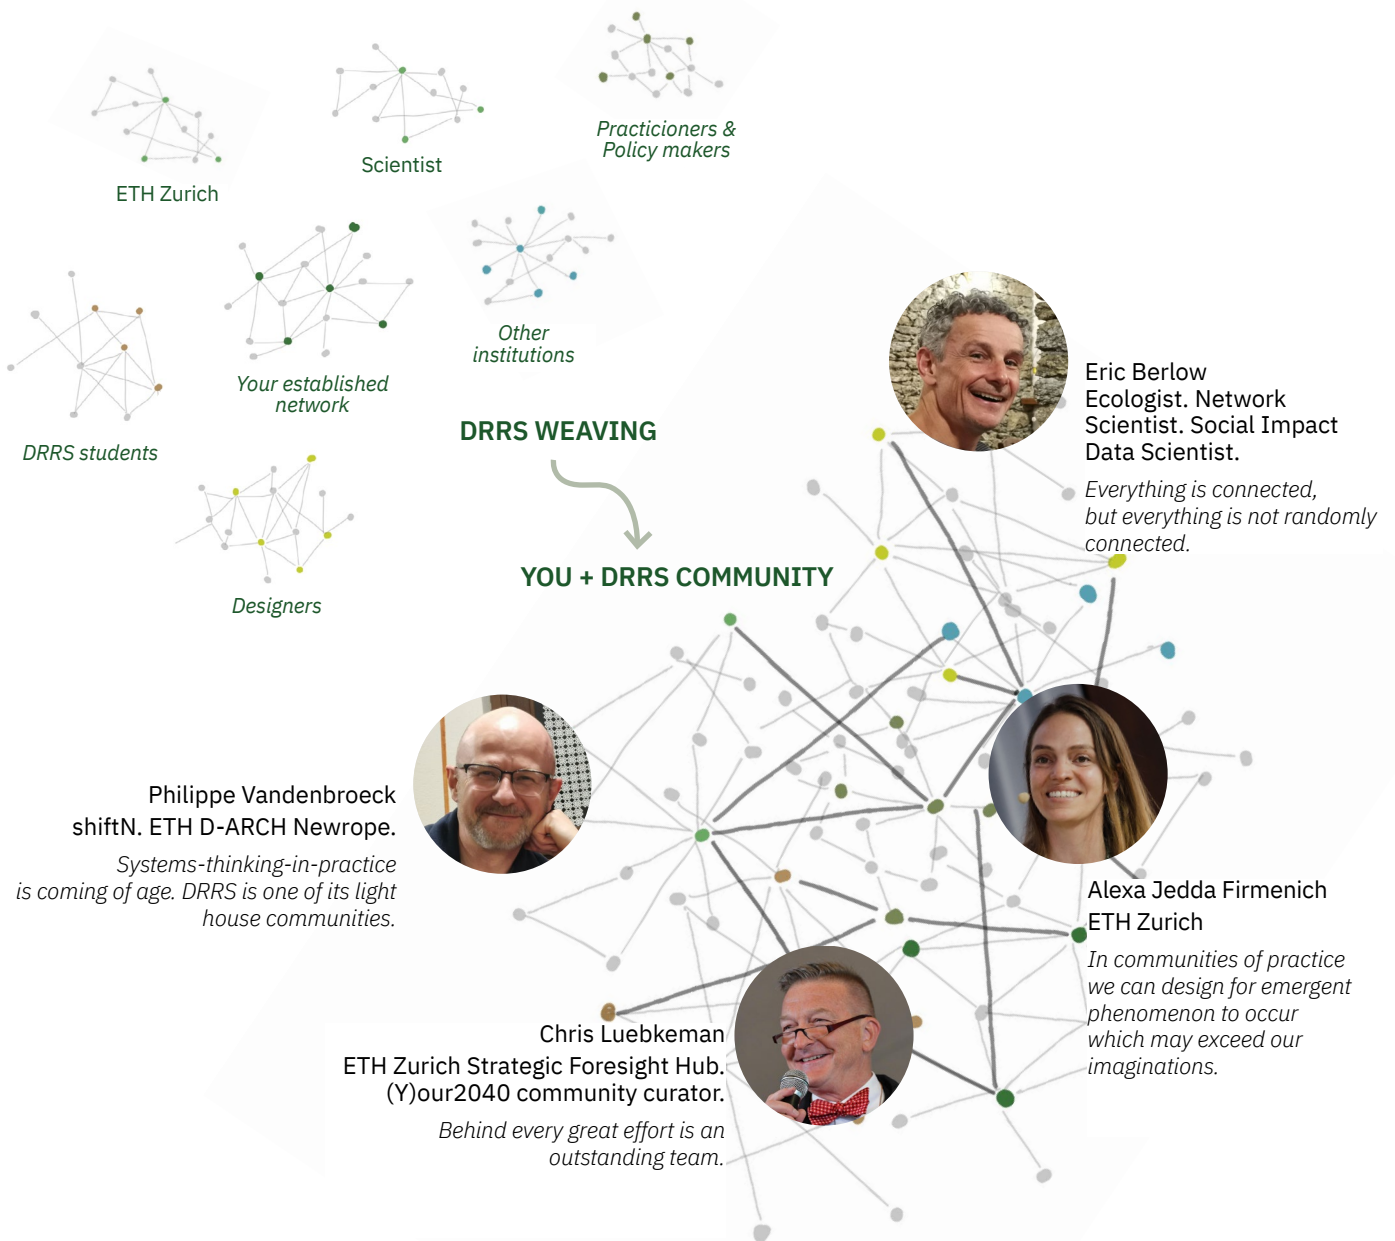 ETH Zurich
Scientist
Practicioners &
Policy makers
DRRS students
Your established
network
Other
institutions
Designers
DRRS WEAVING
YOU + DRRS COMMUNITY
Eric Berlow
Ecologist. Network
Scientist. Social Impact
Data Scientist.
Everything is connected,
but everything is not randomly
connected.
Philippe Vandenbroeck
shiftN. ETH D-ARCH Newrope.
Systems-thinking-in-practice
is coming of age. DRRS is one of its light
house communities.
Alexa Jedda Firmenich
ETH Zurich
In communities of practice
we can design for emergent
phenomenon to occur
which may exceed our
imaginations.
Chris Luebkeman
ETH Zurich Strategic Foresight Hub.
(Y)our2040 community curator.
Behind every great effort is an
outstanding team.